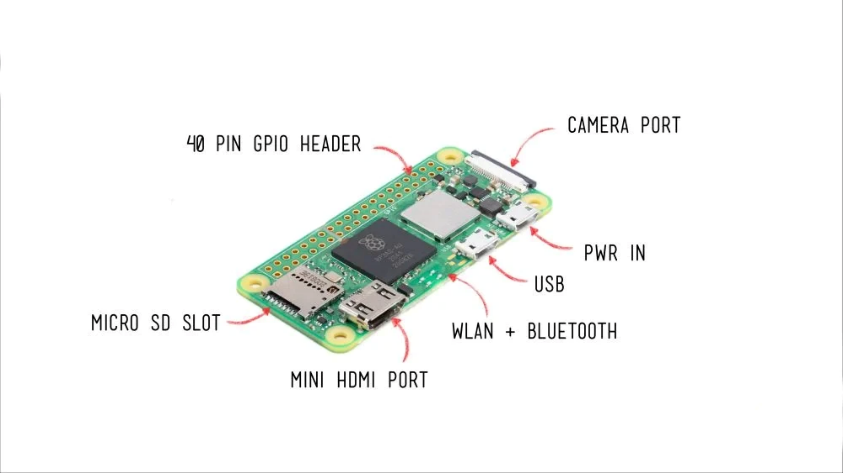 CAMERA PORT
40 PIN GPIO HEADER
PWR IN
USB
MICRO SD SLOT
WLAN + BLUETOOTH
MINI HDMI PORT